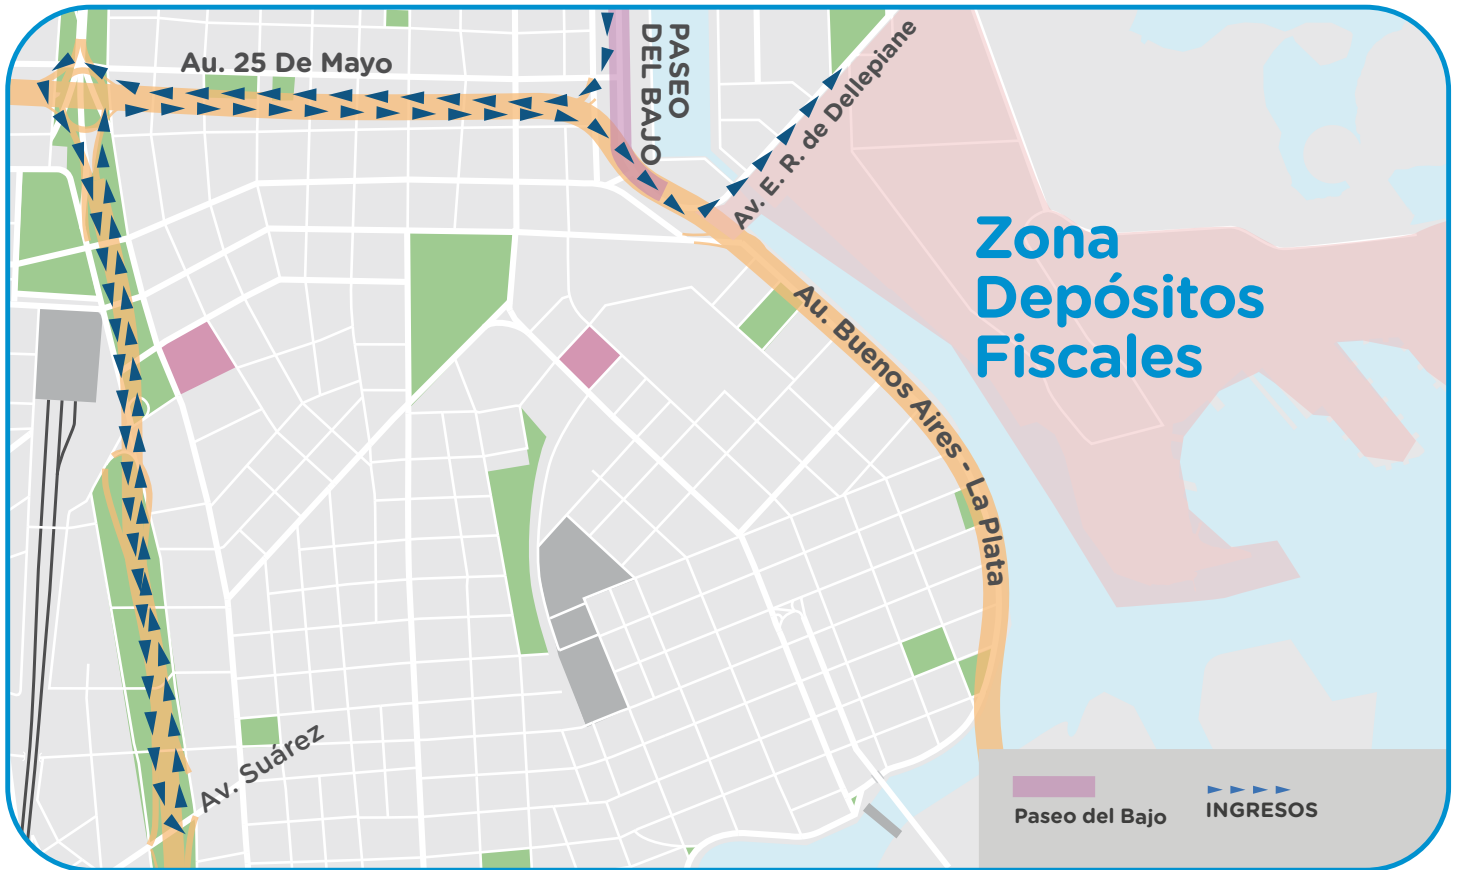 Au. 25 De Mayo
PASEO
DEL BAJO
Av. E. R. de Dellepiane
Zona
Depósitos
Fiscales
Au. Buenos Aires - La Plata
Av. Suárez
Paseo del Bajo
INGRESOS